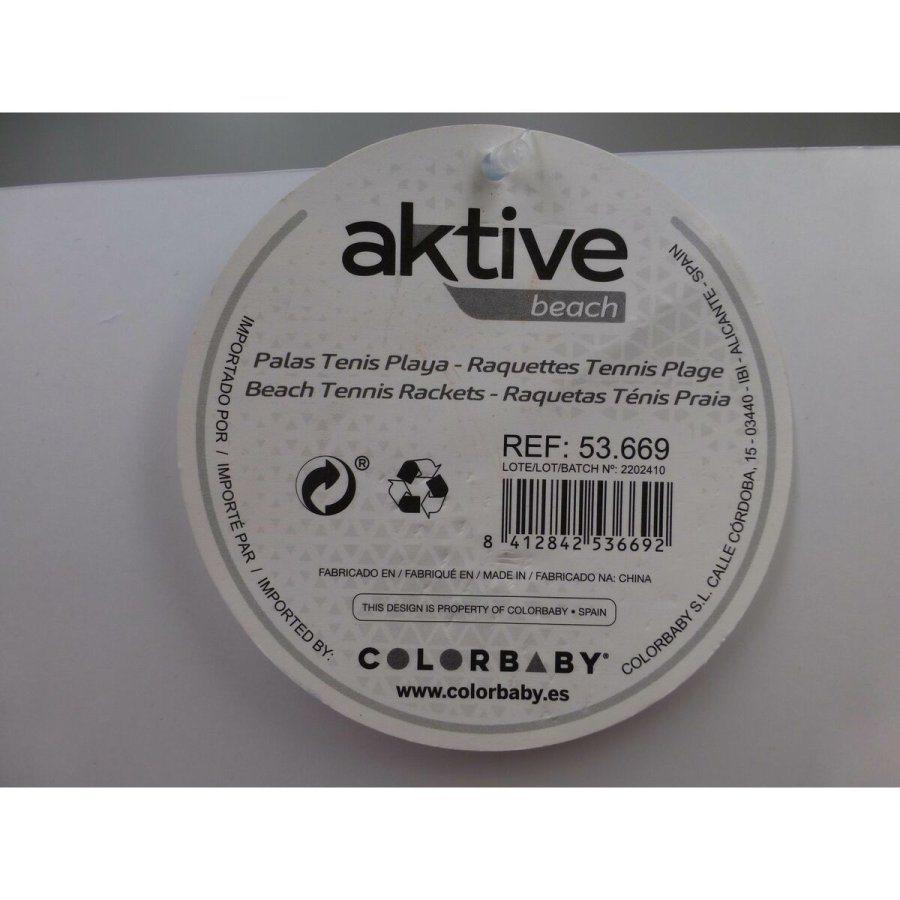 aktive
beach
Palas Tenis Playa - Raquettes Tennis Plage
Beach Tennis Rackets - Raquetas Ténis Praia
REF: 53.669
LOTE/LOT/BATCH Nº: 2202410
8 412842 536692
®
FABRICADO EN / FABRIQUÉ EN / MADE IN / FABRICADO NA: CHINA
THIS DESIGN IS PROPERTY OF COLORBABY • SPAIN
COLORBABY®
www.colorbaby.es
IMPORTADO POR / IMPORTÉ PAR / IMPORTED BY:
COLORBABY S.L. CALLE CÓRDOBA, 15 - 03440 - IBI - ALICANTE - SPAIN